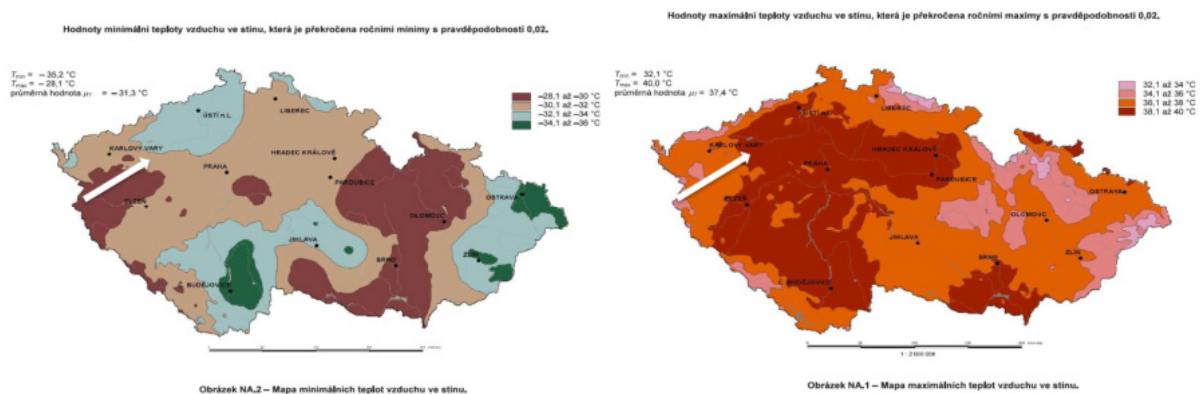 Hodnoty minimální teploty vzduchu ve stínu, která je překročena ročními minimy s pravděpodobností 0,02.
Tmin = − 35,2 °C
Tmax = − 28,1 °C
průměrná hodnota μT = − 31,3 °C
−28,1 až −30 °C
−30,1 až −32 °C
−32,1 až −34 °C
−34,1 až −36 °C
LIBEREC
ÚSTÍ n L.
KARLOVY VARY
HRADEC KRÁLOVÉ
PRAHA
PARDUBICE
OSTRAVA
PLZEŇ
OLOMOUC
JIHLAVA
ZLÍN
BRNO
BUDĚJOVICE
Obrázek NA.2 – Mapa minimálních teplot vzduchu ve stínu.
Hodnoty maximální teploty vzduchu ve stínu, která je překročena ročními maximy s pravděpodobností 0,02.
Tmin = 32,1 °C
Tmax = 40,0 °C
průměrná hodnota μT = 37,4 °C
32,1 až 34 °C
34,1 až 36 °C
36,1 až 38 °C
38,1 až 40 °C
LIBEREC
ÚSTÍ
KARLOVY VARY
HRADEC KRÁLOVÉ
PRAHA
PARDUBICE
OSTRAVA
PLZEŇ
OLOMOUC
JIHLAVA
ZLÍN
BRNO
BUDĚJOVICE
1 : 2 000 000
Obrázek NA.1 – Mapa maximálních teplot vzduchu ve stínu.